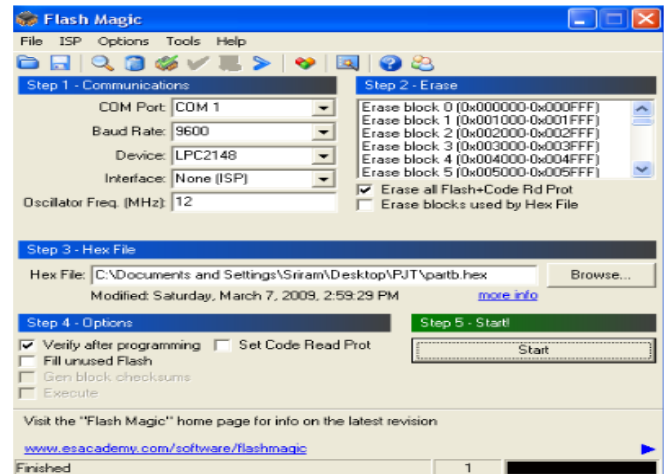 Flash Magic
File ISP Options Tools Help
Step 1 - Communications
COM Port: COM 1
Baud Rate: 9600
Device: LPC2148
Interface: None (ISP)
Oscillator Freq. (MHz): 12
Step 2 - Erase
Erase block 0 (0x000000-0x000FFF)
Erase block 1 (0x001000-0x001FFF)
Erase block 2 (0x002000-0x002FFF)
Erase block 3 (0x003000-0x003FFF)
Erase block 4 (0x004000-0x004FFF)
Erase block 5 (0x005000-0x005FFF)
Erase all Flash+Code Rd Prot
Erase blocks used by Hex File
Step 3 - Hex File
Hex File: C:\Documents and Settings\Sriram\Desktop\PJT\partb.hex Browse...
Modified: Saturday, March 7, 2009, 2:59:29 PM more info
Step 4 - Options
Verify after programming Set Code Read Prot
Fill unused Flash
Gen block checksums
Execute
Step 5 - Start!
Start
Visit the "Flash Magic" home page for info on the latest revision
www.esacademy.com/software/flashmagic
Finished 1